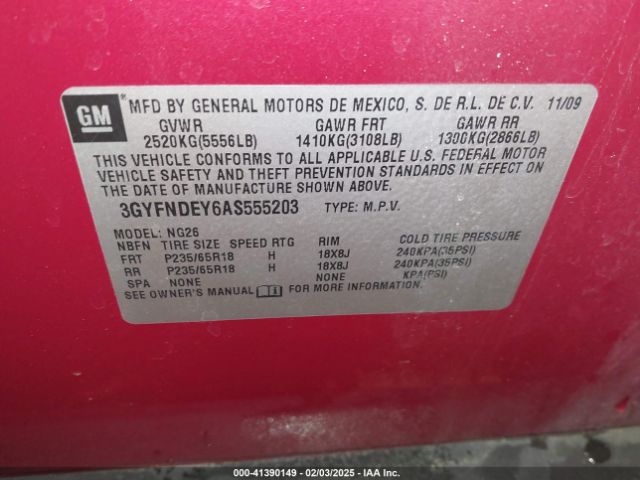 GM
MFD BY GENERAL MOTORS DE MEXICO, S. DE R.L. DE C.V. 11/09
GVWR GAWR FRT GAWR RR
2520KG(5556LB) 1410KG(3108LB) 1300KG(2866LB)
THIS VEHICLE CONFORMS TO ALL APPLICABLE U.S. FEDERAL MOTOR
VEHICLE SAFETY AND THEFT PREVENTION STANDARDS IN EFFECT ON
THE DATE OF MANUFACTURE SHOWN ABOVE.
3GYFNDEY6AS555203 TYPE: M.P.V.
MODEL: NG26
NBFN TIRE SIZE SPEED RTG RIM COLD TIRE PRESSURE
FRT P235/65R18 H 18X8J 240KPA(35PSI)
RR P235/65R18 H 18X8J 240KPA(35PSI)
SPA NONE NONE KPA(PSI)
SEE OWNER'S MANUAL FOR MORE INFORMATION.
000-41390149 - 02/03/2025 - IAA Inc.